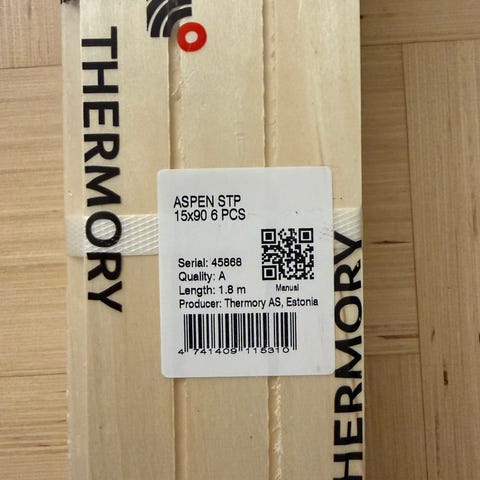 THERMORY
ASPEN STP
15x90 6 PCS
Serial: 45868
Quality: A
Length: 1.8 m
Manual
Producer: Thermory AS, Estonia
4 741409 115310
HERMORY